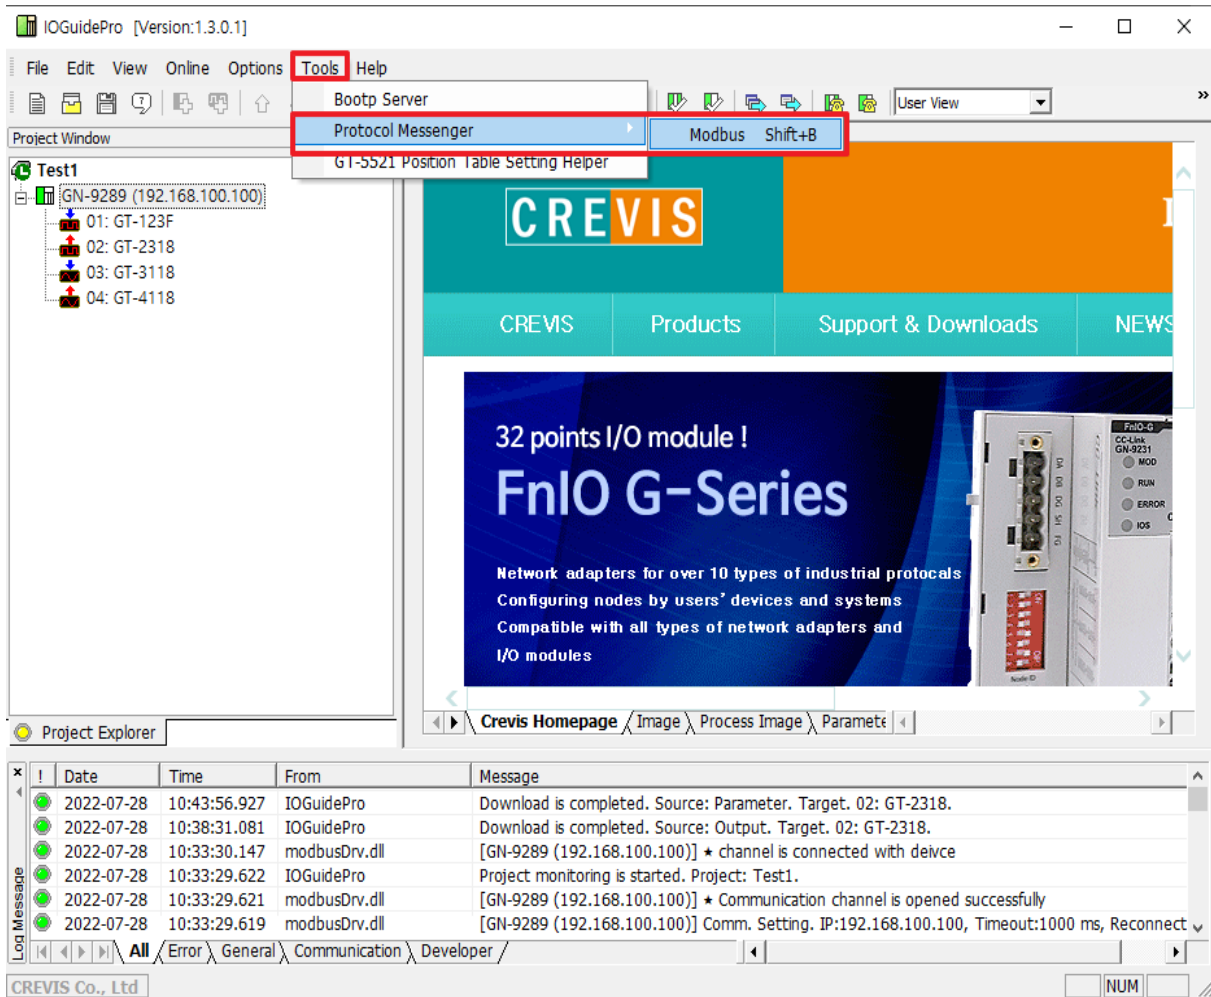 IOGuidePro [Version:1.3.0.1]
File Edit View Online Options Tools Help
Bootp Server
Protocol Messenger
GT-5521 Position Table Setting Helper
Modbus Shift+B
User View
Project Window
Test1
GN-9289 (192.168.100.100)
01: GT-123F
02: GT-2318
03: GT-3118
04: GT-4118
Project Explorer
CREVIS
CREVIS Products Support & Downloads NEWS
32 points I/O module !
FnIO G-Series
Network adapters for over 10 types of industrial protocals
Configuring nodes by users' devices and systems
Compatible with all types of network adapters and
I/O modules
FnIO-G
CC-Link
GN-9231
MOD
RUN
ERROR
IOS
DA
DB
DG
SH
FG
Node-ID
Crevis Homepage Image Process Image Paramete
! Date Time From Message
2022-07-28 10:43:56.927 IOGuidePro Download is completed. Source: Parameter. Target. 02: GT-2318.
2022-07-28 10:38:31.081 IOGuidePro Download is completed. Source: Output. Target. 02: GT-2318.
2022-07-28 10:33:30.147 modbusDrv.dll [GN-9289 (192.168.100.100)] ★ channel is connected with deivce
2022-07-28 10:33:29.622 IOGuidePro Project monitoring is started. Project: Test1.
2022-07-28 10:33:29.621 modbusDrv.dll [GN-9289 (192.168.100.100)] ★ Communication channel is opened successfully
2022-07-28 10:33:29.619 modbusDrv.dll [GN-9289 (192.168.100.100)] Comm. Setting. IP:192.168.100.100, Timeout:1000 ms, Reconnect
Log Message
All Error General Communication Developer
CREVIS Co., Ltd
NUM